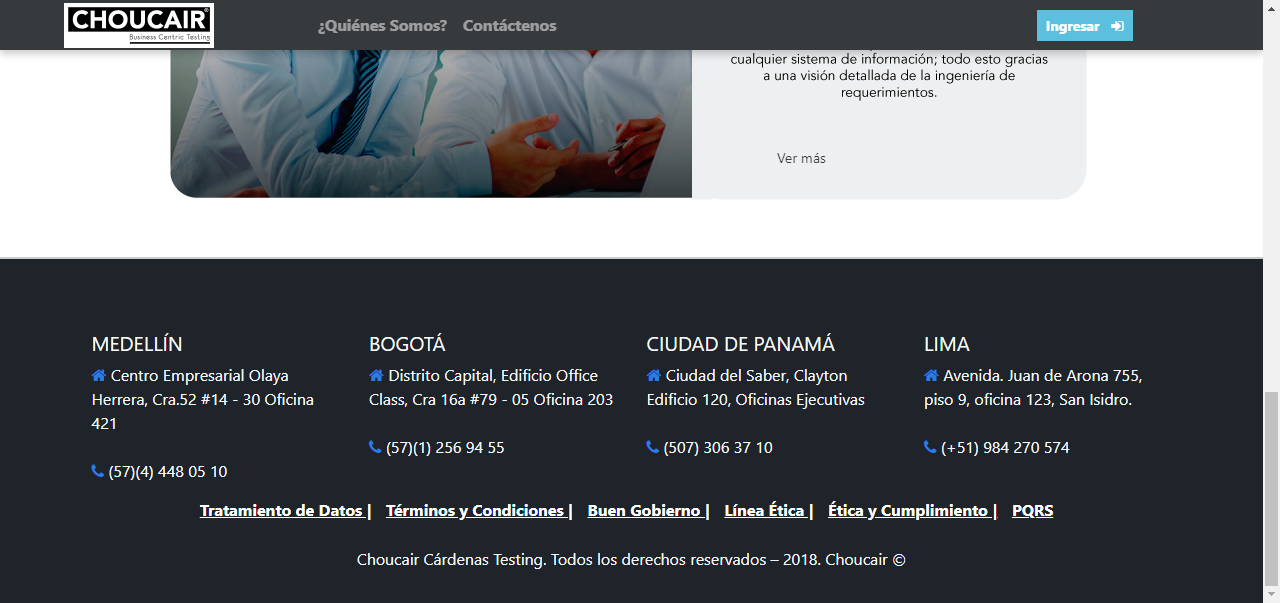 CHOUCAIR®
Business Centric Testing
¿Quiénes Somos? Contáctenos
Ingresar
cualquier sistema de información; todo esto gracias
a una visión detallada de la ingeniería de
requerimientos.
Ver más
MEDELLÍN
Centro Empresarial Olaya
Herrera, Cra.52 #14 - 30 Oficina
421
(57)(4) 448 05 10
BOGOTÁ
Distrito Capital, Edificio Office
Class, Cra 16a #79 - 05 Oficina 203
(57)(1) 256 94 55
CIUDAD DE PANAMÁ
Ciudad del Saber, Clayton
Edificio 120, Oficinas Ejecutivas
(507) 306 37 10
LIMA
Avenida. Juan de Arona 755,
piso 9, oficina 123, San Isidro.
(+51) 984 270 574
Tratamiento de Datos | Términos y Condiciones | Buen Gobierno | Línea Ética | Ética y Cumplimiento | PQRS
Choucair Cárdenas Testing. Todos los derechos reservados – 2018. Choucair ©